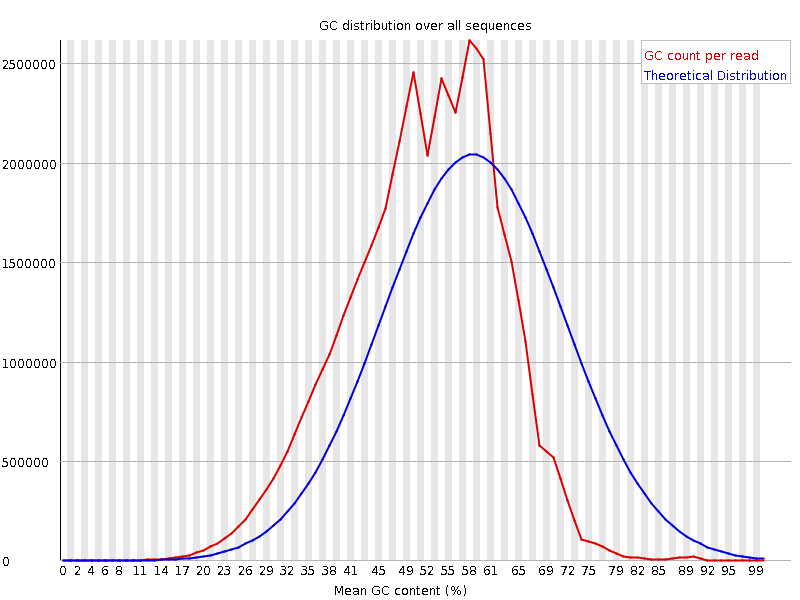 GC distribution over all sequences
GC count per read
Theoretical Distribution
2500000
2000000
1500000
1000000
500000
0
0 2 4 6 8 11 14 17 20 23 26 29 32 35 38 41 45 49 52 55 58 61 65 69 72 75 79 82 85 89 92 95 99
Mean GC content (%)